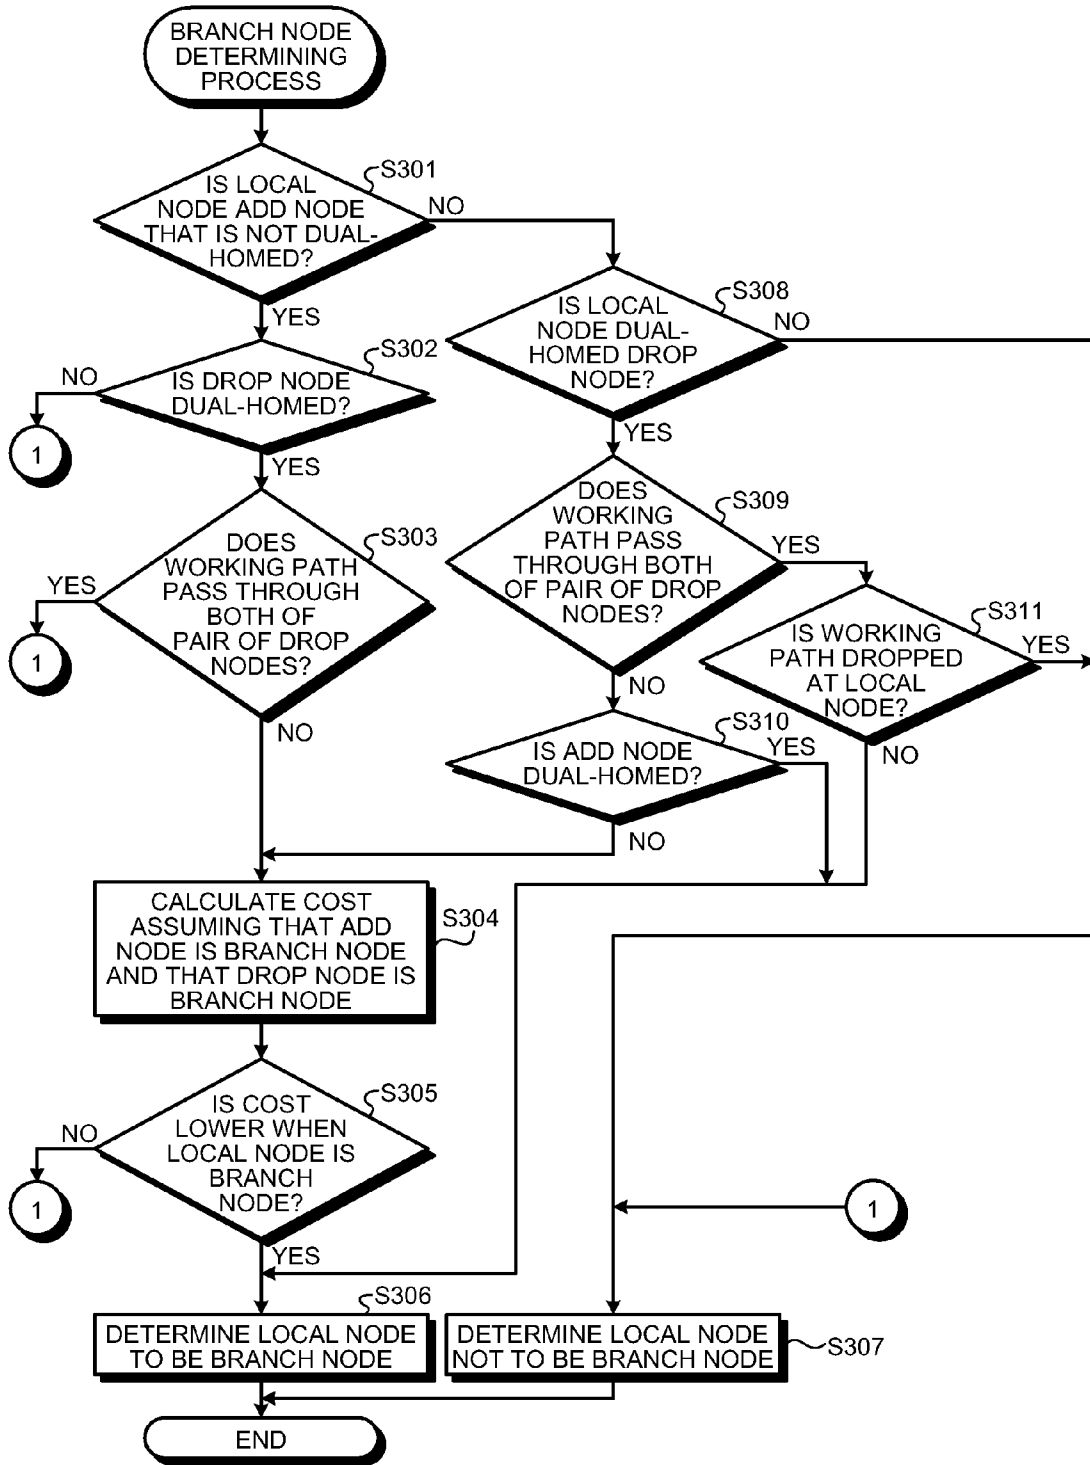 BRANCH NODE
DETERMINING
PROCESS
S301
IS LOCAL
NODE ADD NODE
THAT IS NOT DUAL-
HOMED?
NO
YES
S308
IS LOCAL
NODE DUAL-
HOMED DROP
NODE?
NO
YES
S302
IS DROP NODE
DUAL-HOMED?
NO
1
YES
S303
DOES
WORKING PATH
PASS THROUGH
BOTH OF
PAIR OF DROP
NODES?
YES
1
NO
S309
DOES
WORKING
PATH PASS
THROUGH BOTH
OF PAIR OF DROP
NODES?
YES
NO
S311
IS WORKING
PATH DROPPED
AT LOCAL
NODE?
YES
NO
S310
IS ADD NODE
DUAL-HOMED?
YES
NO
CALCULATE COST
ASSUMING THAT ADD
NODE IS BRANCH NODE
AND THAT DROP NODE IS
BRANCH NODE
S304
S305
IS COST
LOWER WHEN
LOCAL NODE IS
BRANCH
NODE?
NO
1
YES
1
S306
DETERMINE LOCAL NODE
TO BE BRANCH NODE
DETERMINE LOCAL NODE
NOT TO BE BRANCH NODE
S307
END